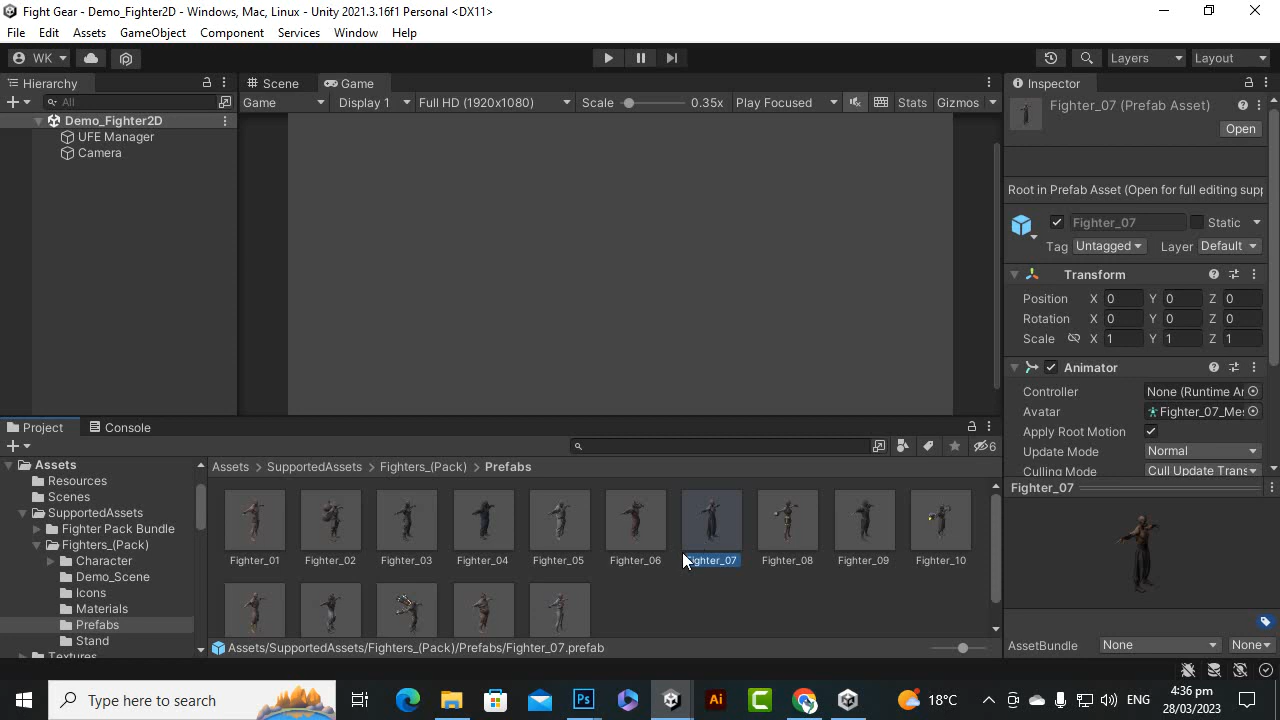 Fight Gear - Demo_Fighter2D - Windows, Mac, Linux - Unity 2021.3.16f1 Personal <DX11>
File Edit Assets GameObject Component Services Window Help
WK Layers Layout
Hierarchy Scene Game Inspector
All Game Display 1 Full HD (1920x1080) Scale 0.35x Play Focused Stats Gizmos
Fighter_07 (Prefab Asset)
Open
Demo_Fighter2D
UFE Manager
Camera
Root in Prefab Asset (Open for full editing supp
Fighter_07 Static
Tag Untagged Layer Default
Transform
Position X 0 Y 0 Z 0
Rotation X 0 Y 0 Z 0
Scale X 1 Y 1 Z 1
Animator
Controller None (Runtime Ar
Avatar Fighter_07_Mes
Apply Root Motion
Update Mode Normal
Culling Mode Cull Update Trans
Project Console
6
Assets
Resources
Scenes
SupportedAssets
Fighter Pack Bundle
Fighters_(Pack)
Character
Demo_Scene
Icons
Materials
Prefabs
Stand
Textures
Assets > SupportedAssets > Fighters_(Pack) > Prefabs
Fighter_01 Fighter_02 Fighter_03 Fighter_04 Fighter_05 Fighter_06 Fighter_07 Fighter_08 Fighter_09 Fighter_10
Assets/SupportedAssets/Fighters_(Pack)/Prefabs/Fighter_07.prefab
Fighter_07
AssetBundle None None
Type here to search
Ps Ai C
18°C ENG
4:36 pm
28/03/2023